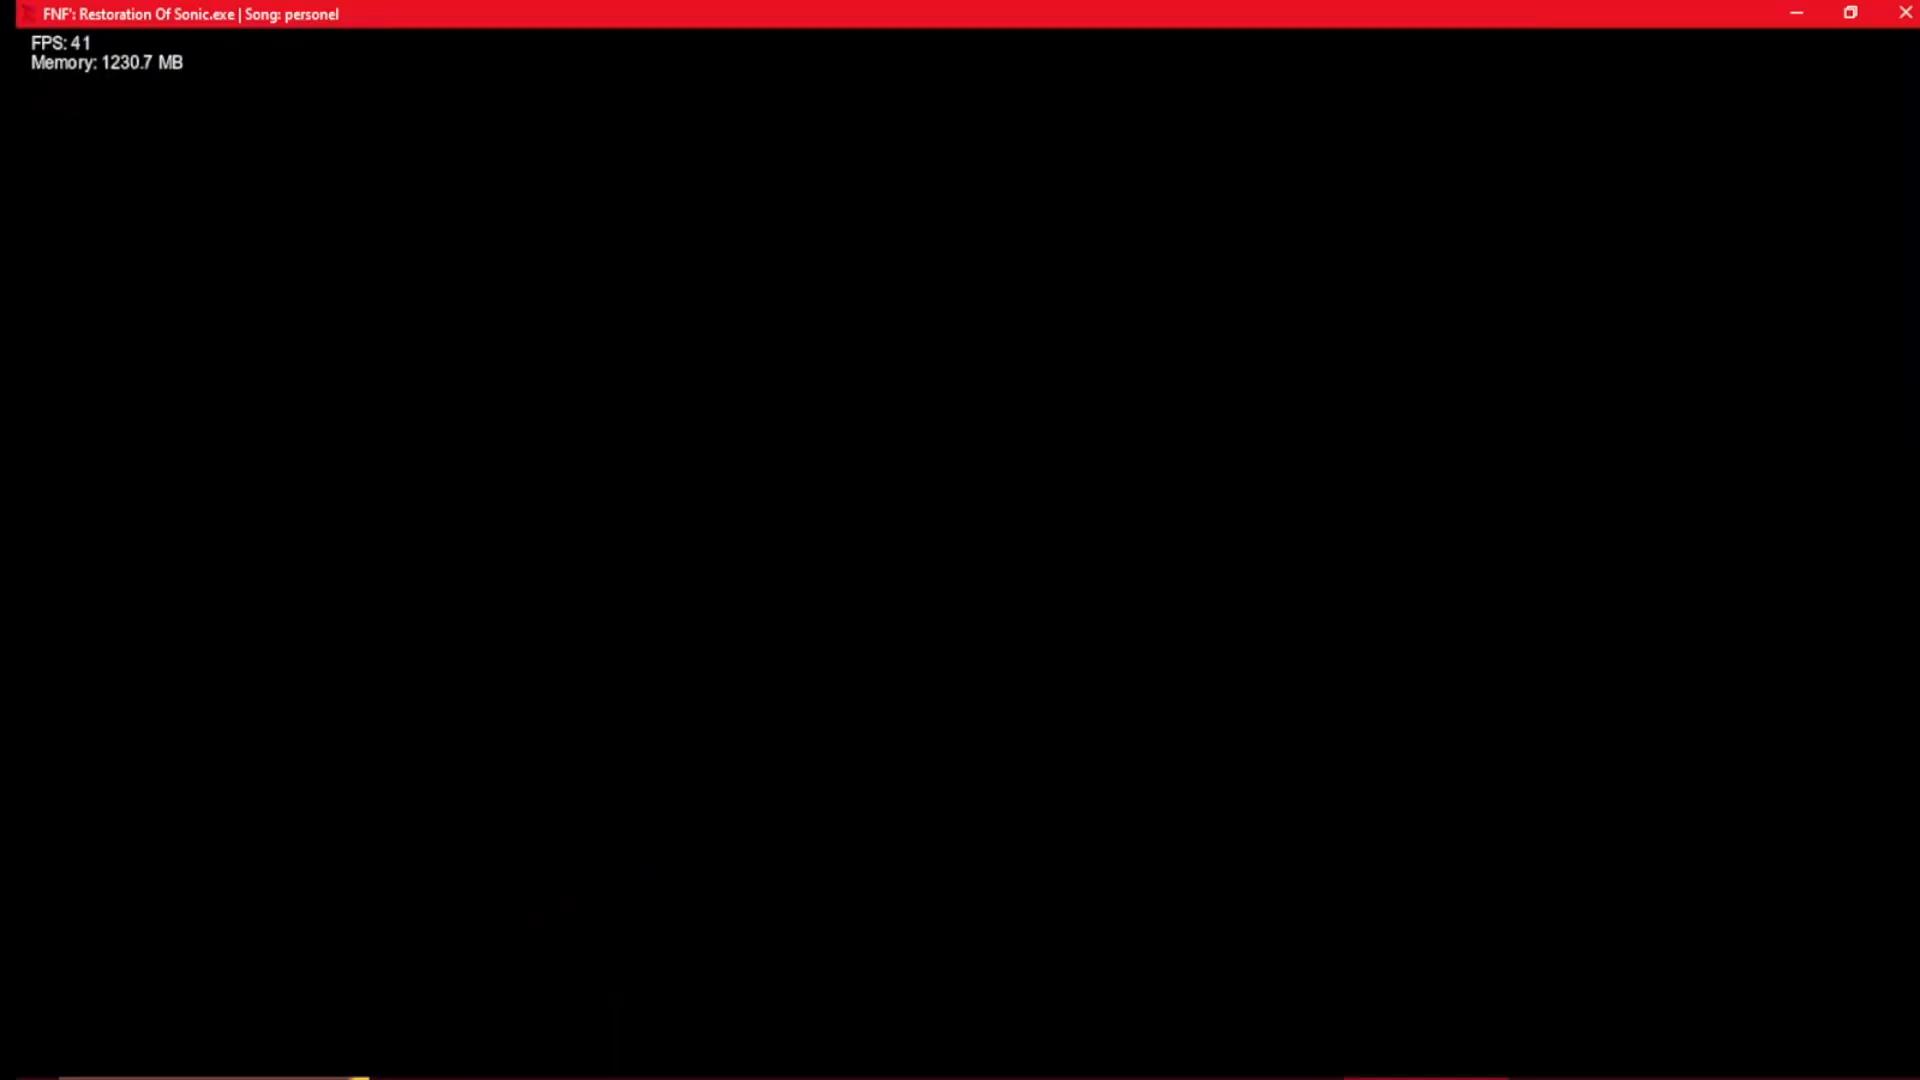 FNF': Restoration Of Sonic.exe | Song: personel
FPS: 41
Memory: 1230.7 MB